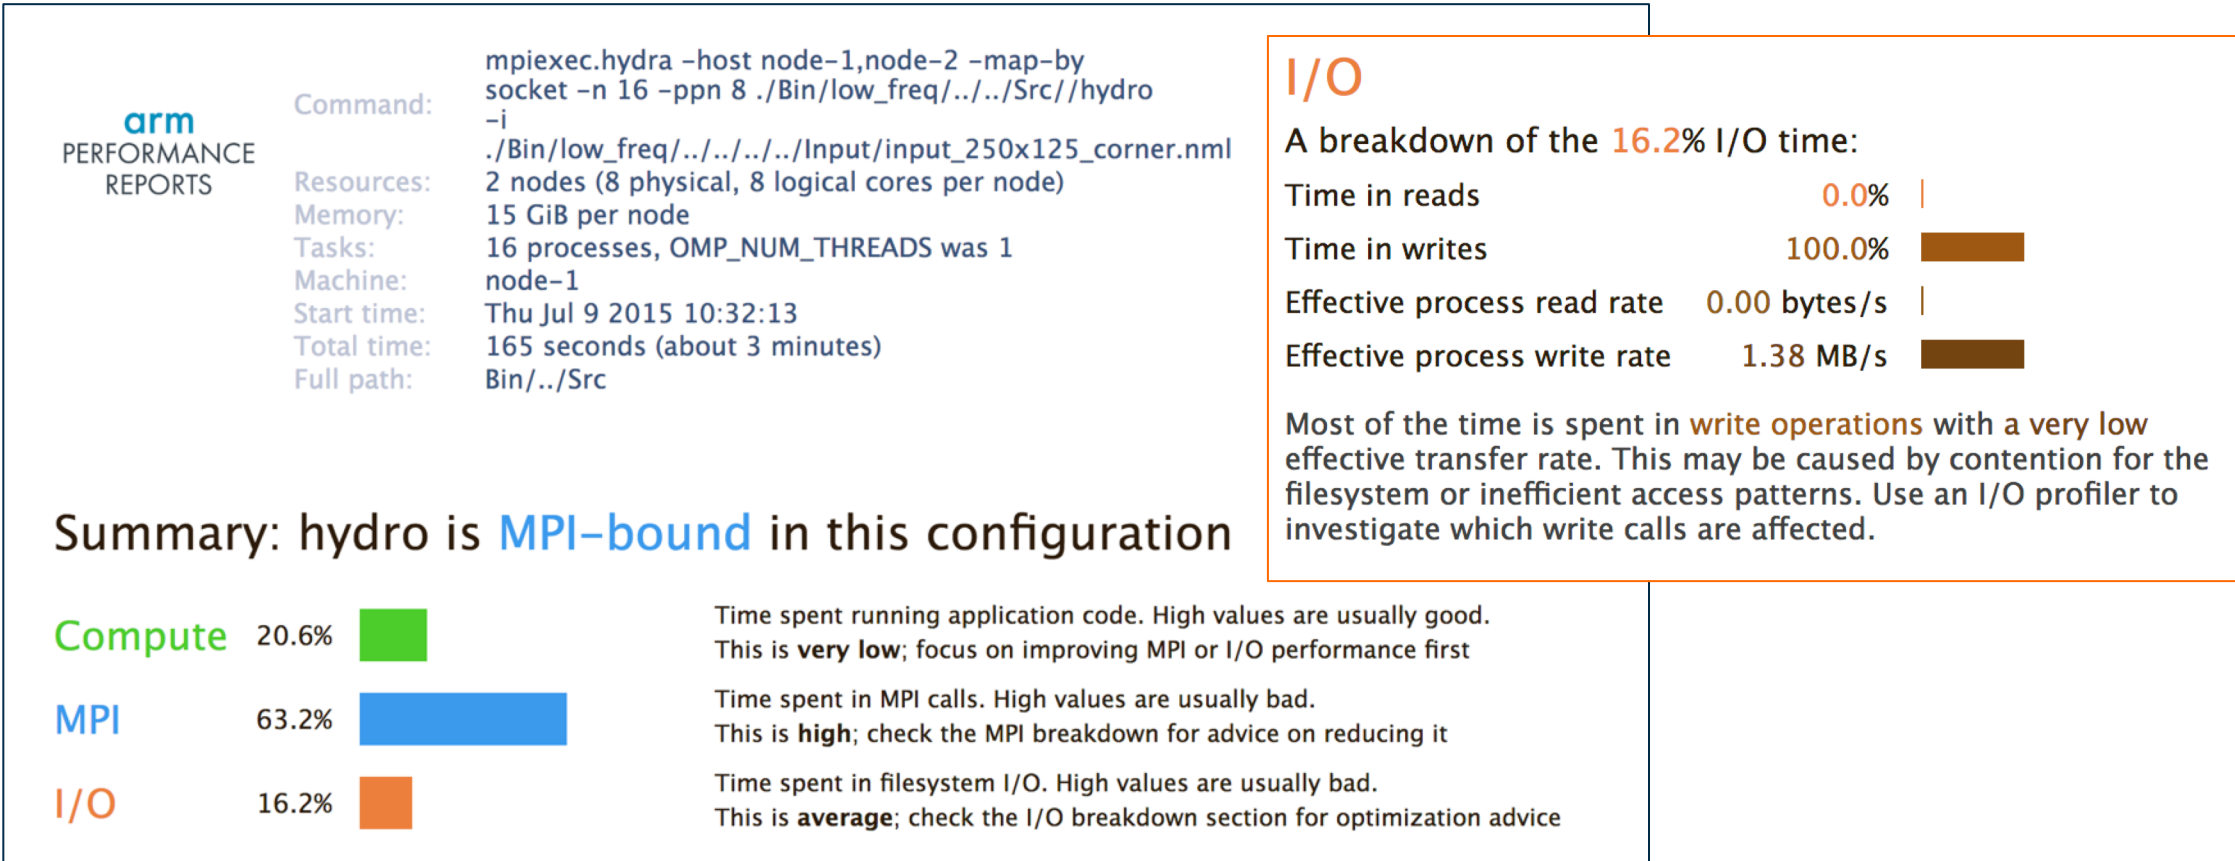 arm
PERFORMANCE
REPORTS
Command:
mpiexec.hydra -host node-1,node-2 -map-by
socket -n 16 -ppn 8 ./Bin/low_freq/../../Src//hydro
-i
./Bin/low_freq/../../../../Input/input_250x125_corner.nml
Resources: 2 nodes (8 physical, 8 logical cores per node)
Memory: 15 GiB per node
Tasks: 16 processes, OMP_NUM_THREADS was 1
Machine: node-1
Start time: Thu Jul 9 2015 10:32:13
Total time: 165 seconds (about 3 minutes)
Full path: Bin/../Src
Summary: hydro is MPI-bound in this configuration
Compute 20.6%
Time spent running application code. High values are usually good.
This is very low; focus on improving MPI or I/O performance first
MPI 63.2%
Time spent in MPI calls. High values are usually bad.
This is high; check the MPI breakdown for advice on reducing it
I/O 16.2%
Time spent in filesystem I/O. High values are usually bad.
This is average; check the I/O breakdown section for optimization advice
I/O
A breakdown of the 16.2% I/O time:
Time in reads 0.0%
Time in writes 100.0%
Effective process read rate 0.00 bytes/s
Effective process write rate 1.38 MB/s
Most of the time is spent in write operations with a very low
effective transfer rate. This may be caused by contention for the
filesystem or inefficient access patterns. Use an I/O profiler to
investigate which write calls are affected.